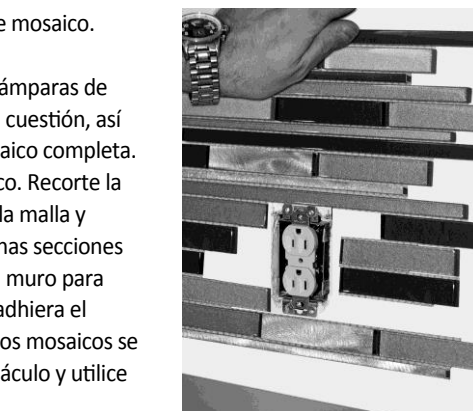 e mosaico.
ámparas de
cuestión, así
aico completa.
co. Recorte la
la malla y
nas secciones
muro para
adhiera el
os mosaicos se
áculo y utilice